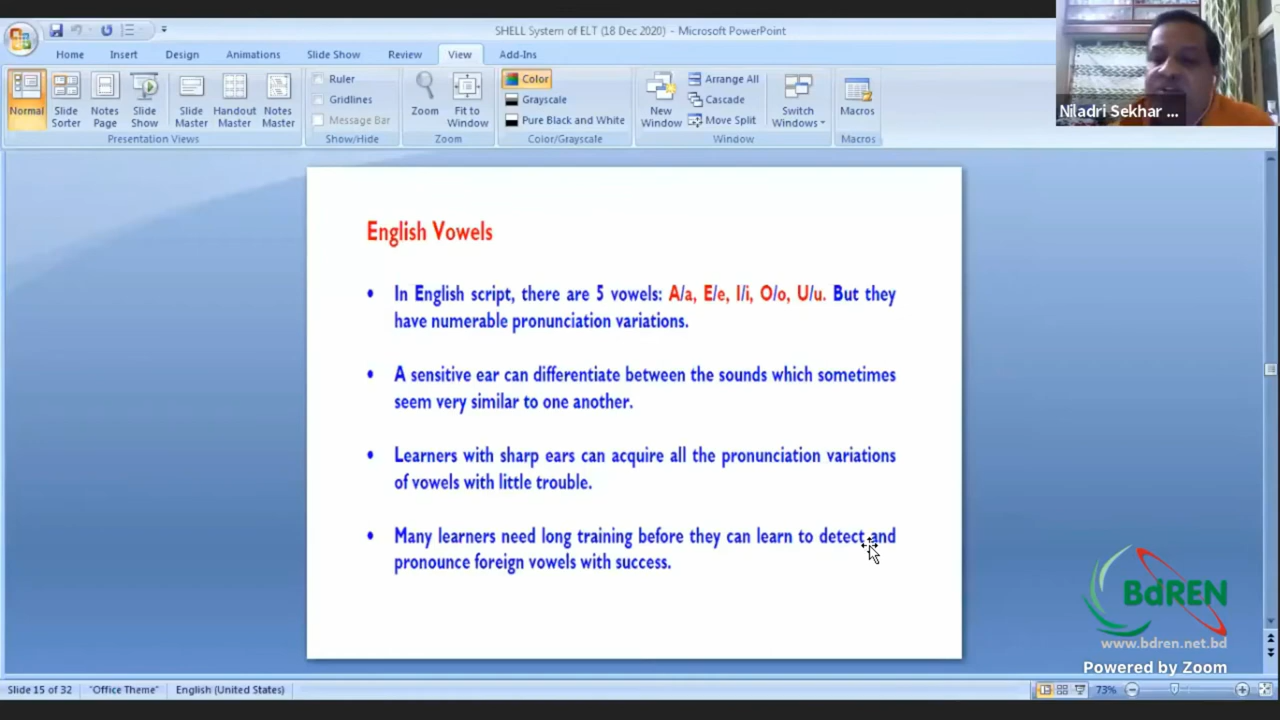 SHELL System of ELT (18 Dec 2020) - Microsoft PowerPoint
Home Insert Design Animations Slide Show Review View Add-Ins
Normal Slide Sorter Notes Page Slide Show Slide Master Handout Master Notes Master
Presentation Views
Ruler
Gridlines
Message Bar
Show/Hide
Zoom Fit to Window
Zoom
Color
Grayscale
Pure Black and White
Color/Grayscale
New Window
Arrange All
Cascade
Move Split
Switch Windows
Window
Macros
Macros
Niladri Sekhar ...
English Vowels
• In English script, there are 5 vowels: A/a, E/e, I/i, O/o, U/u. But they
have numerable pronunciation variations.
• A sensitive ear can differentiate between the sounds which sometimes
seem very similar to one another.
• Learners with sharp ears can acquire all the pronunciation variations
of vowels with little trouble.
• Many learners need long training before they can learn to detect and
pronounce foreign vowels with success.
BdREN
www.bdren.net.bd
Powered by Zoom
Slide 15 of 32 "Office Theme" English (United States) 73%